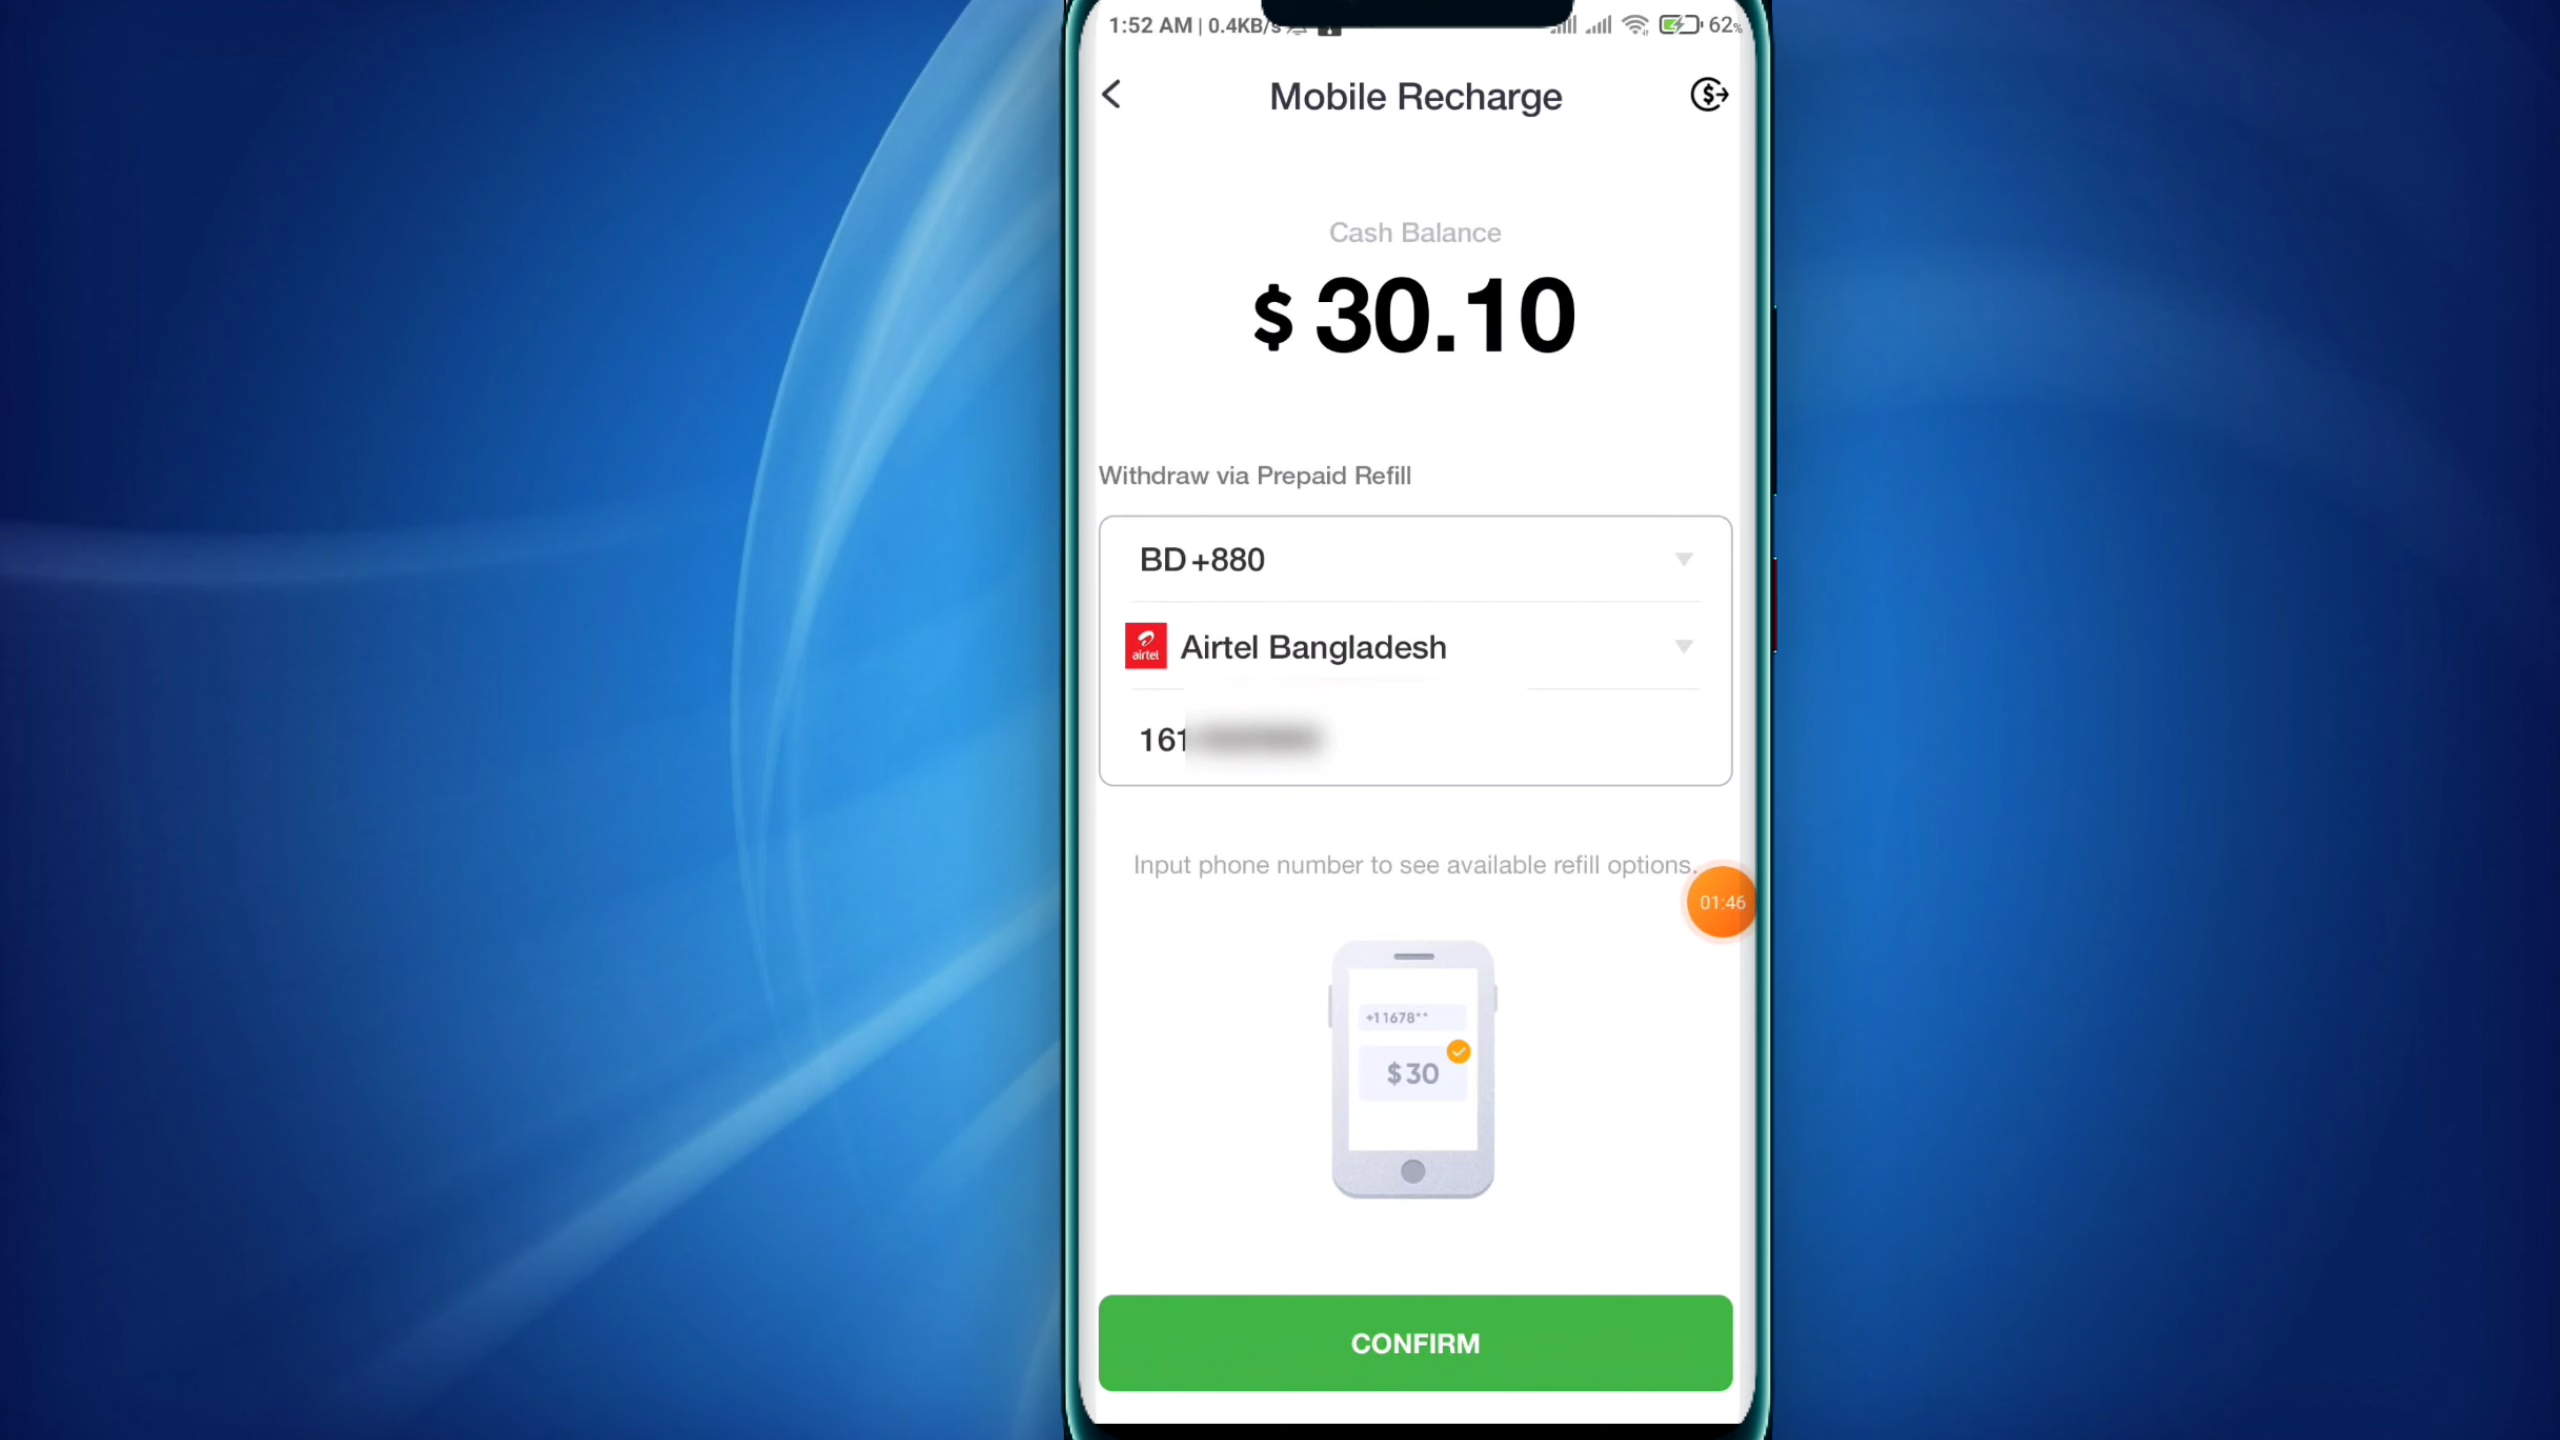 1:52 AM | 0.4KB/s
62%
Mobile Recharge
Cash Balance
$ 30.10
Withdraw via Prepaid Refill
BD +880
airtel
Airtel Bangladesh
161
Input phone number to see available refill options.
01:46
+11678**
$30
CONFIRM